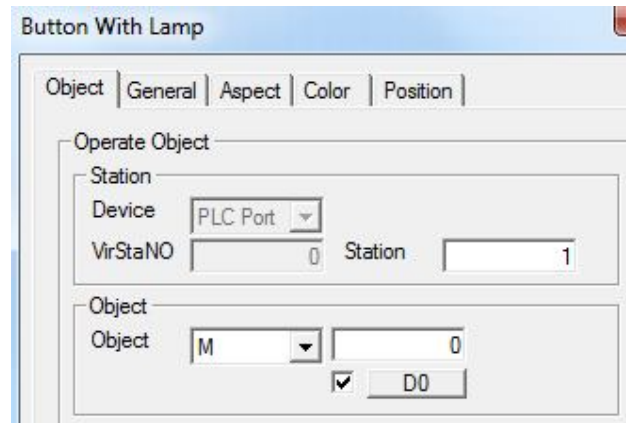 Button With Lamp
Object General Aspect Color Position
Operate Object
Station
Device PLC Port
VirStaNO 0 Station 1
Object
Object M 0
D0